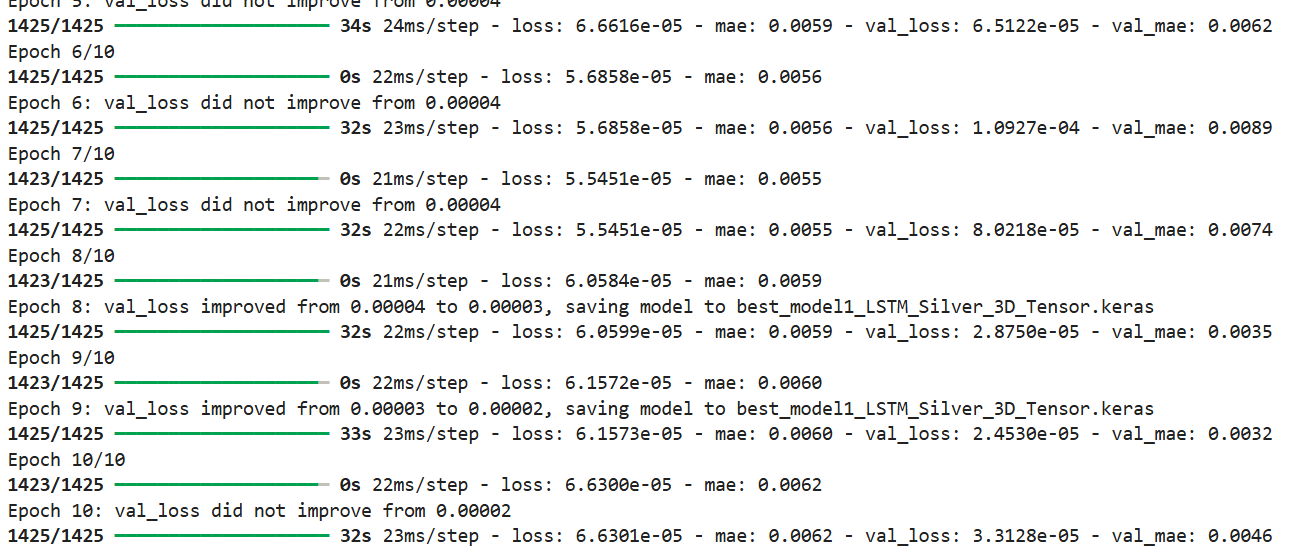 Epoch 5: val_loss did not improve from 0.00004
1425/1425 34s 24ms/step - loss: 6.6616e-05 - mae: 0.0059 - val_loss: 6.5122e-05 - val_mae: 0.0062
Epoch 6/10
1425/1425 0s 22ms/step - loss: 5.6858e-05 - mae: 0.0056
Epoch 6: val_loss did not improve from 0.00004
1425/1425 32s 23ms/step - loss: 5.6858e-05 - mae: 0.0056 - val_loss: 1.0927e-04 - val_mae: 0.0089
Epoch 7/10
1423/1425 0s 21ms/step - loss: 5.5451e-05 - mae: 0.0055
Epoch 7: val_loss did not improve from 0.00004
1425/1425 32s 22ms/step - loss: 5.5451e-05 - mae: 0.0055 - val_loss: 8.0218e-05 - val_mae: 0.0074
Epoch 8/10
1423/1425 0s 21ms/step - loss: 6.0584e-05 - mae: 0.0059
Epoch 8: val_loss improved from 0.00004 to 0.00003, saving model to best_model1_LSTM_Silver_3D_Tensor.keras
1425/1425 32s 22ms/step - loss: 6.0599e-05 - mae: 0.0059 - val_loss: 2.8750e-05 - val_mae: 0.0035
Epoch 9/10
1423/1425 0s 22ms/step - loss: 6.1572e-05 - mae: 0.0060
Epoch 9: val_loss improved from 0.00003 to 0.00002, saving model to best_model1_LSTM_Silver_3D_Tensor.keras
1425/1425 33s 23ms/step - loss: 6.1573e-05 - mae: 0.0060 - val_loss: 2.4530e-05 - val_mae: 0.0032
Epoch 10/10
1423/1425 0s 22ms/step - loss: 6.6300e-05 - mae: 0.0062
Epoch 10: val_loss did not improve from 0.00002
1425/1425 32s 23ms/step - loss: 6.6301e-05 - mae: 0.0062 - val_loss: 3.3128e-05 - val_mae: 0.0046